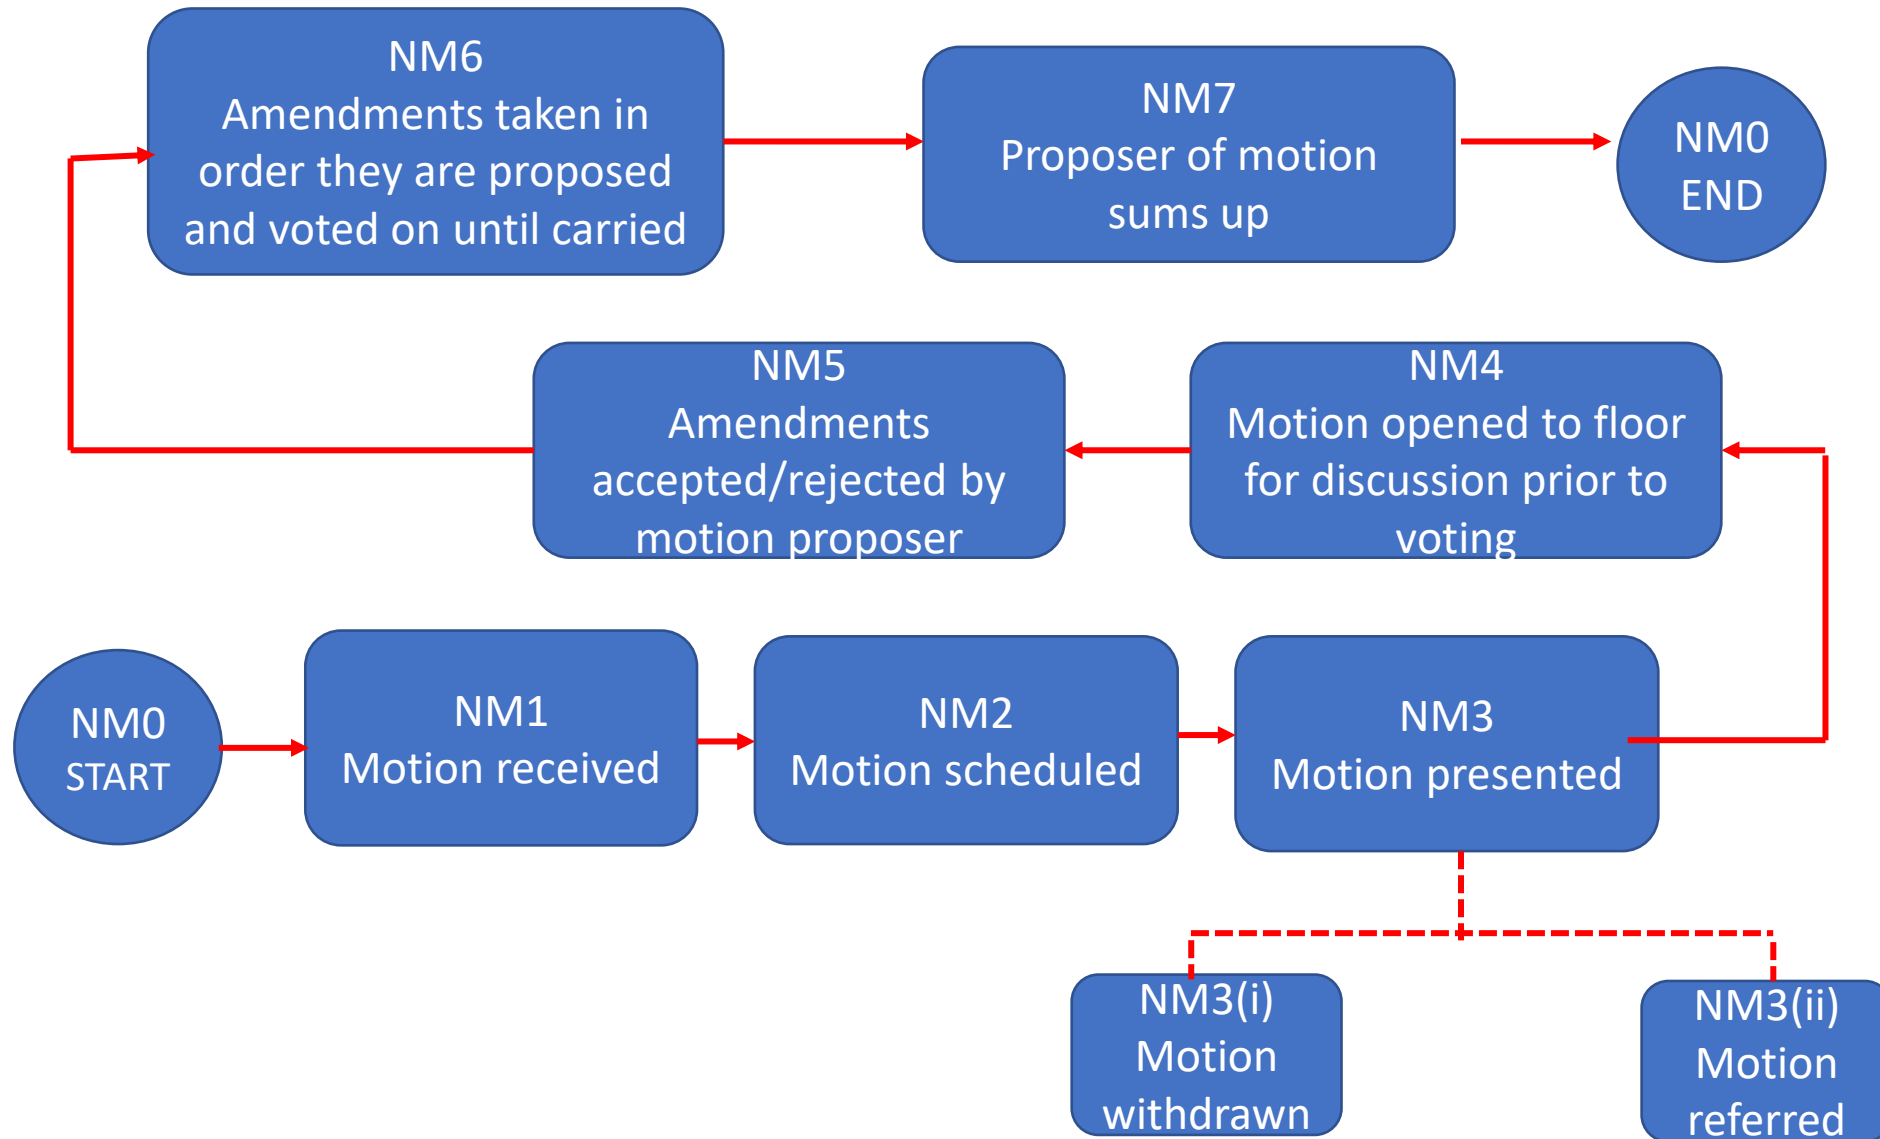 NM6
Amendments taken in
order they are proposed
and voted on until carried
NM7
Proposer of motion
sums up
NM0
END
NM5
Amendments
accepted/rejected by
motion proposer
NM4
Motion opened to floor
for discussion prior to
voting
NM0
START
NM1
Motion received
NM2
Motion scheduled
NM3
Motion presented
NM3(i)
Motion
withdrawn
NM3(ii)
Motion
referred